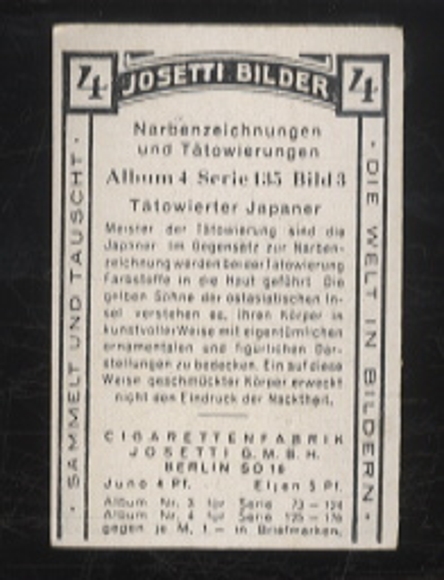 4 JOSETTI BILDER 4
Narbenzeichnungen
und Tätowierungen
Album 4 Serie 135 Bild 3
Tätowierter Japaner
Meister der Tätowierung sind die
Japaner. Im Gegensatz zur Narben-
zeichnung werden bei der Tätowierung
Farbstoffe in die Haut geführt. Die
gelben Söhne der ostasiatischen In-
sel verstehen es, ihren Körper in
kunstvoller Weise mit eigentümlichen
ornamentalen und figürlichen Dar-
stellungen zu bedecken. Ein auf diese
Weise geschmückter Körper erweckt
nicht den Eindruck der Nacktheit.
CIGARETTENFABRIK
JOSETTI G.M.B.H.
BERLIN SO 16
Juno 4 Pf. Etjen 5 Pf.
Album Nr. 3 für Serie 73 – 124
Album Nr. 4 für Serie 125 – 176
gegen je M. 1.– in Briefmarken.
· SAMMELT UND TAUSCHT ·
· DIE WELT IN BILDERN ·